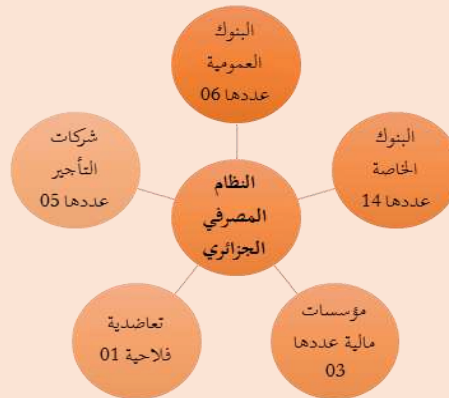 البنوك
العمومية
عددها 06
البنوك
الخاصة
عددها 14
شركات
التأجير
عددها 05
النظام
المصرفي
الجزائري
مؤسسات
مالية عددها
03
تعاضدية
فلاحية 01